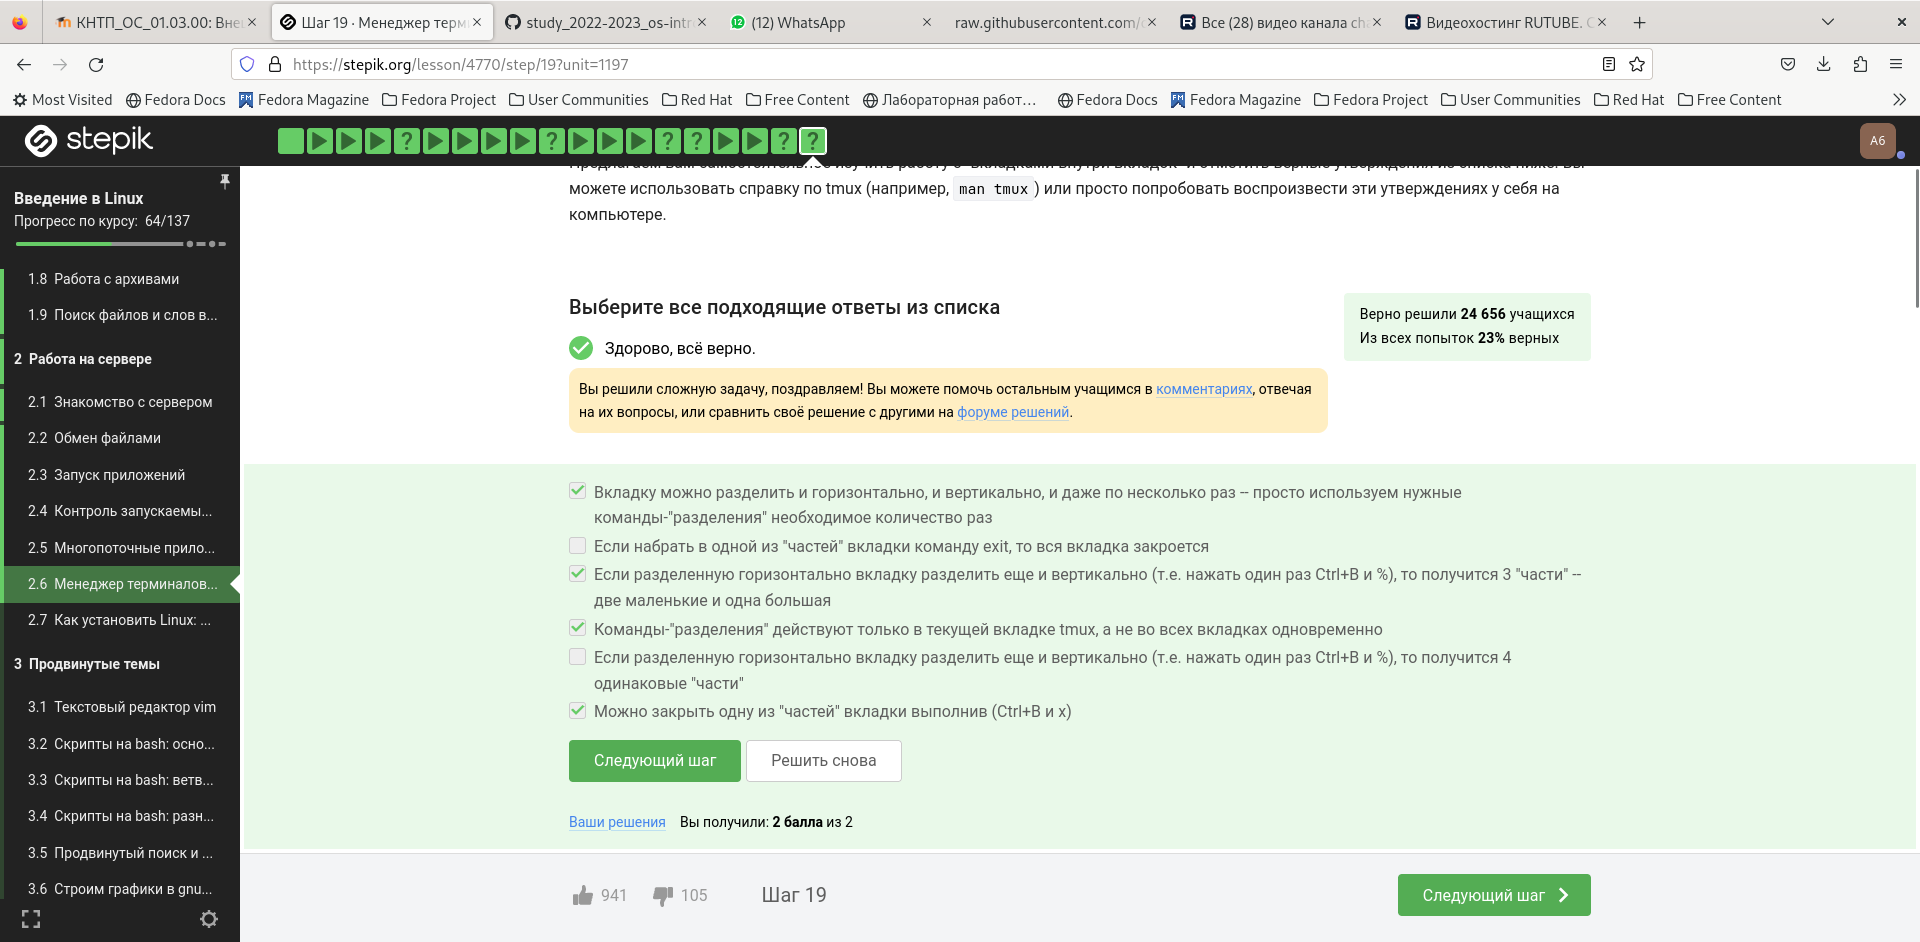 КНТП_ОС_01.03.00: Вне
Шаг 19 · Менеджер терм
study_2022-2023_os-intr
(12) WhatsApp
raw.githubusercontent.com/
Все (28) видео канала
Видеохостинг RUTUBE.
https://stepik.org/lesson/4770/step/19?unit=1197
Most Visited
Fedora Docs
Fedora Magazine
Fedora Project
User Communities
Red Hat
Free Content
Лабораторная работ…
Fedora Docs
Fedora Magazine
Fedora Project
User Communities
Red Hat
Free Content
stepik
А6
Введение в Linux
Прогресс по курсу: 64/137
1.8 Работа с архивами
1.9 Поиск файлов и слов в...
2 Работа на сервере
2.1 Знакомство с сервером
2.2 Обмен файлами
2.3 Запуск приложений
2.4 Контроль запускаемы...
2.5 Многопоточные прило...
2.6 Менеджер терминалов...
2.7 Как установить Linux: ...
3 Продвинутые темы
3.1 Текстовый редактор vim
3.2 Скрипты на bash: осно...
3.3 Скрипты на bash: ветв...
3.4 Скрипты на bash: разн...
3.5 Продвинутый поиск и ...
3.6 Строим графики в gnu...
Предлагаем Вам самостоятельно изучить работу с "вкладками внутри вкладок" и отметить верные утверждения из списка ниже. Вы
можете использовать справку по tmux (например, man tmux) или просто попробовать воспроизвести эти утверждениях у себя на
компьютере.
Выберите все подходящие ответы из списка
Верно решили 24 656 учащихся
Из всех попыток 23% верных
Здорово, всё верно.
Вы решили сложную задачу, поздравляем! Вы можете помочь остальным учащимся в комментариях, отвечая
на их вопросы, или сравнить своё решение с другими на форуме решений.
Вкладку можно разделить и горизонтально, и вертикально, и даже по несколько раз -- просто используем нужные
команды-"разделения" необходимое количество раз
Если набрать в одной из "частей" вкладки команду exit, то вся вкладка закроется
Если разделенную горизонтально вкладку разделить еще и вертикально (т.е. нажать один раз Ctrl+B и %), то получится 3 "части" --
две маленькие и одна большая
Команды-"разделения" действуют только в текущей вкладке tmux, а не во всех вкладках одновременно
Если разделенную горизонтально вкладку разделить еще и вертикально (т.е. нажать один раз Ctrl+B и %), то получится 4
одинаковые "части"
Можно закрыть одну из "частей" вкладки выполнив (Ctrl+B и x)
Следующий шаг
Решить снова
Ваши решения Вы получили: 2 балла из 2
941
105
Шаг 19
Следующий шаг